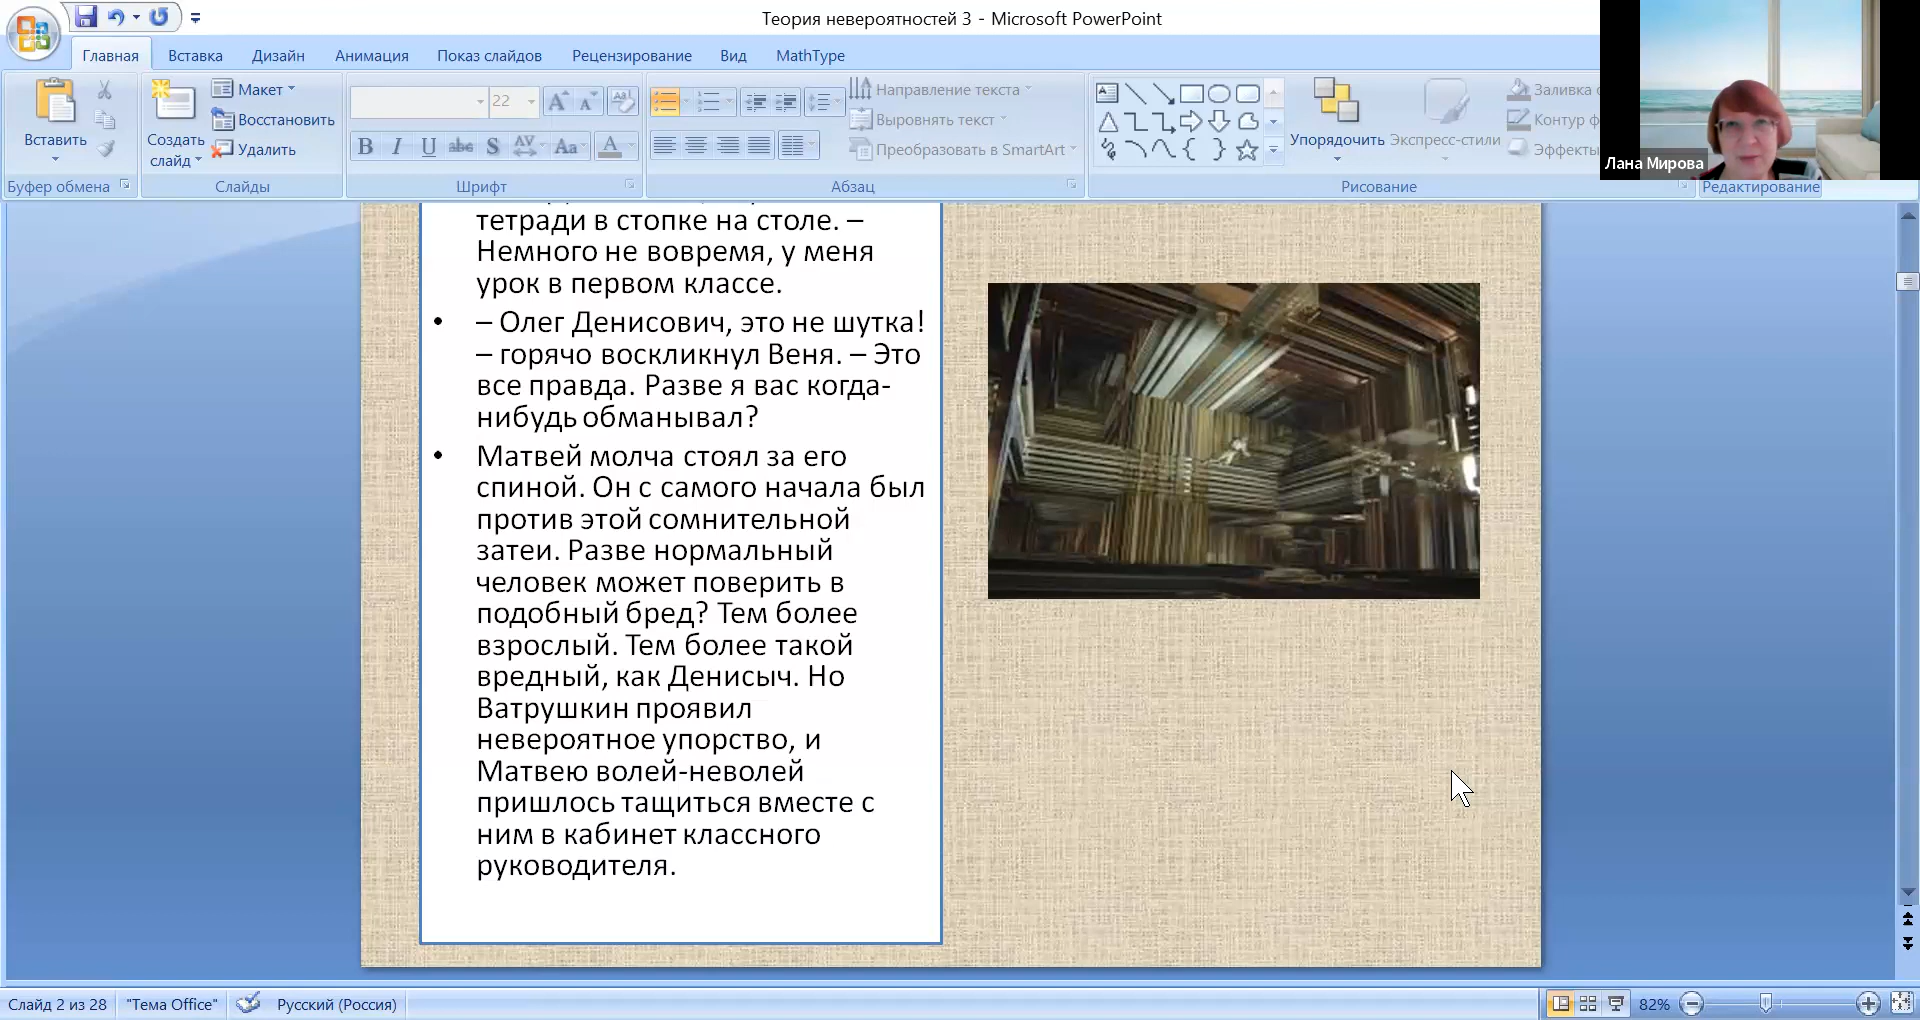 Теория невероятностей 3 - Microsoft PowerPoint
Главная
Вставка
Дизайн
Анимация
Показ слайдов
Рецензирование
Вид
MathType
Вставить
Буфер обмена
Создать слайд
Макет
Восстановить
Удалить
Слайды
22
Шрифт
Направление текста
Выровнять текст
Преобразовать в SmartArt
Абзац
Упорядочить
Экспресс-стили
Заливка
Контур ф
Эффекты
Рисование
Редактирование
Лана Мирова
тетради в стопке на столе. –
Немного не вовремя, у меня
урок в первом классе.
• – Олег Денисович, это не шутка!
– горячо воскликнул Веня. – Это
все правда. Разве я вас когда-
нибудь обманывал?
• Матвей молча стоял за его
спиной. Он с самого начала был
против этой сомнительной
затеи. Разве нормальный
человек может поверить в
подобный бред? Тем более
взрослый. Тем более такой
вредный, как Денисыч. Но
Ватрушкин проявил
невероятное упорство, и
Матвею волей-неволей
пришлось тащиться вместе с
ним в кабинет классного
руководителя.
Слайд 2 из 28
"Тема Office"
Русский (Россия)
82%